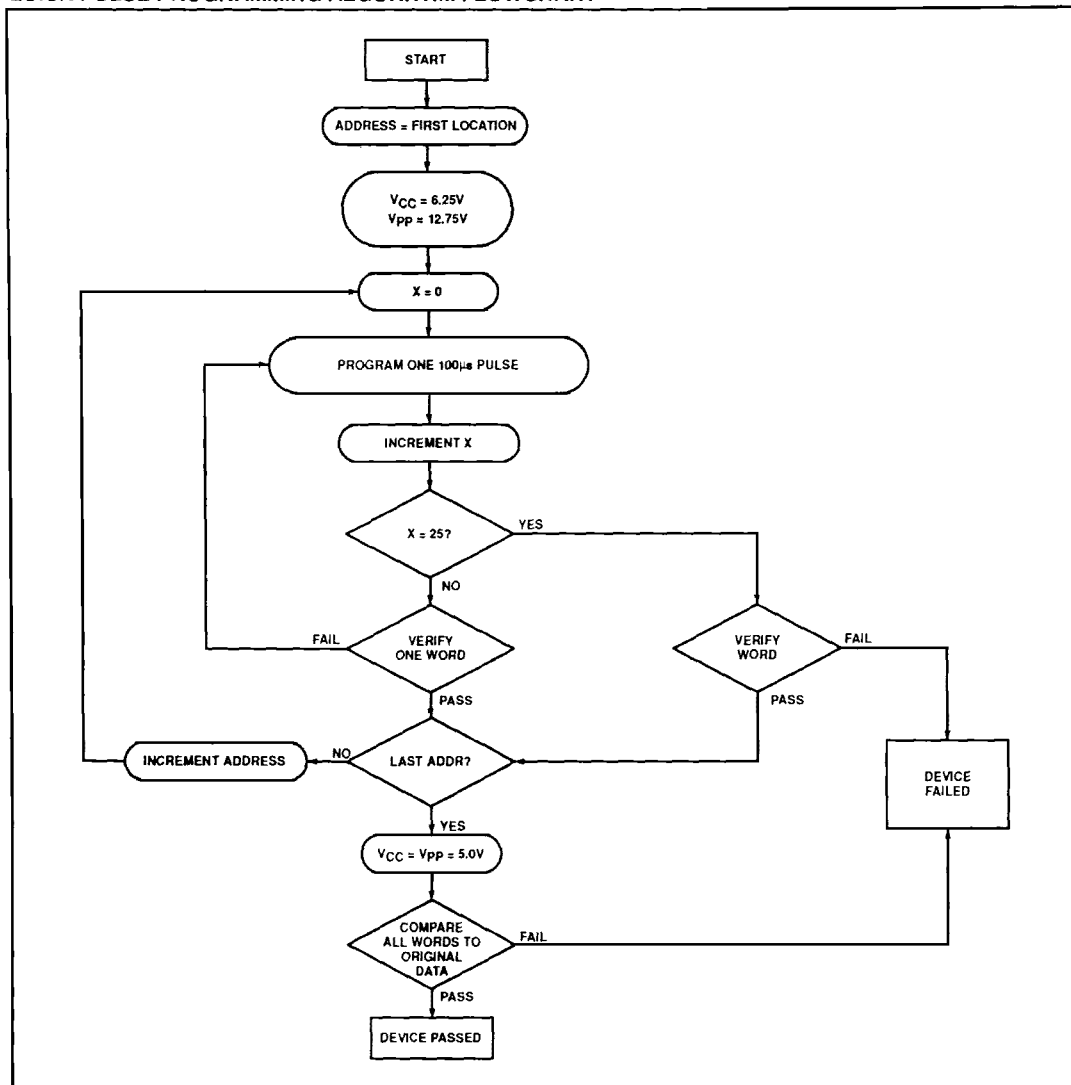 START
ADDRESS = FIRST LOCATION
VCC = 6.25V
VPP = 12.75V
X = 0
PROGRAM ONE 100µs PULSE
INCREMENT X
X = 25?
YES
NO
FAIL
VERIFY
ONE WORD
VERIFY
WORD
FAIL
PASS
PASS
INCREMENT ADDRESS
NO
LAST ADDR?
DEVICE
FAILED
YES
VCC = VPP = 5.0V
COMPARE
ALL WORDS TO
ORIGINAL
DATA
FAIL
PASS
DEVICE PASSED